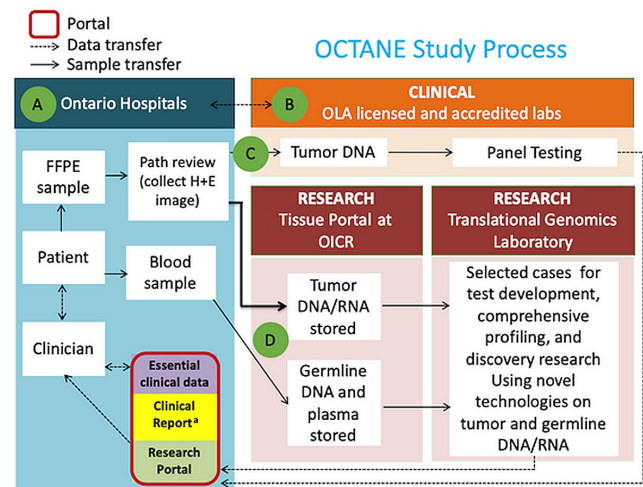 Portal
Data transfer
Sample transfer
OCTANE Study Process
A
Ontario Hospitals
B
CLINICAL
OLA licensed and accredited labs
FFPE
sample
Path review
(collect H+E
image)
C
Tumor DNA
Panel Testing
RESEARCH
Tissue Portal at
OICR
RESEARCH
Translational Genomics
Laboratory
Patient
Blood
sample
Tumor
DNA/RNA
stored
Selected cases for
test development,
comprehensive
profiling, and
discovery research
Using novel
technologies on
tumor and germline
DNA/RNA
D
Clinician
Germline
DNA and
plasma
stored
Essential
clinical data
Clinical
Reportᵃ
Research
Portal